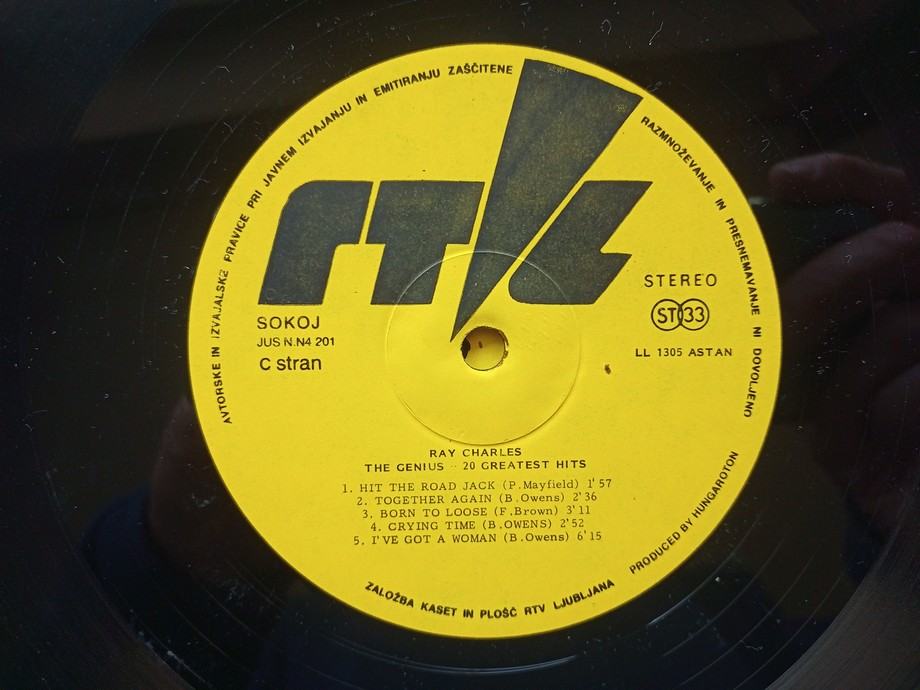 AVTORSKE IN IZVAJALSKE PRAVICE PRI JAVNEM IZVAJANJU IN EMITIRANJU ZAŠČITENE
RAZMNOŽEVANJE IN PRESNEMAVANJE NI DOVOLJENO
RTL
STEREO
ST 33
LL 1305 ASTAN
SOKOJ
JUS N.N4 201
C stran
RAY CHARLES
THE GENIUS - 20 GREATEST HITS
1. HIT THE ROAD JACK (P.Mayfield) 1'57
2. TOGETHER AGAIN (B.Owens) 2'36
3. BORN TO LOOSE (F.Brown) 3'11
4. CRYING TIME (B.OWENS) 2'52
5. I'VE GOT A WOMAN (B.Owens) 6'15
ZALOŽBA KASET IN PLOŠČ RTV LJUBLJANA
PRODUCED BY HUNGAROTON